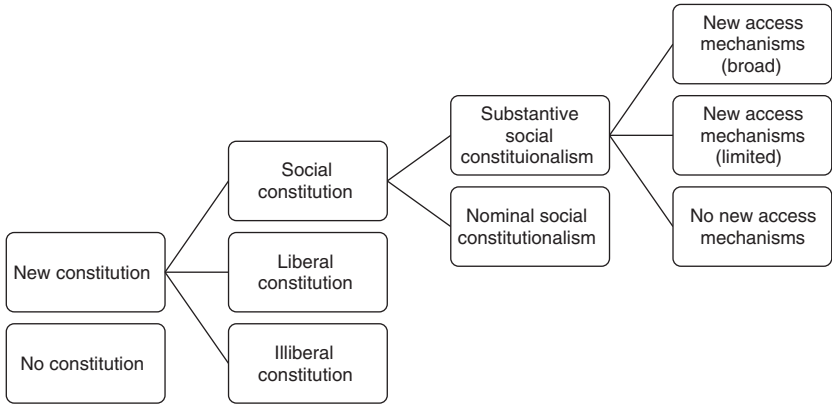 New access
mechanisms
(broad)
Substantive
social
constituionalism
New access
mechanisms
(limited)
Social
constitution
Nominal social
constitutionalism
No new access
mechanisms
New constitution
Liberal
constitution
No constitution
Illiberal
constitution